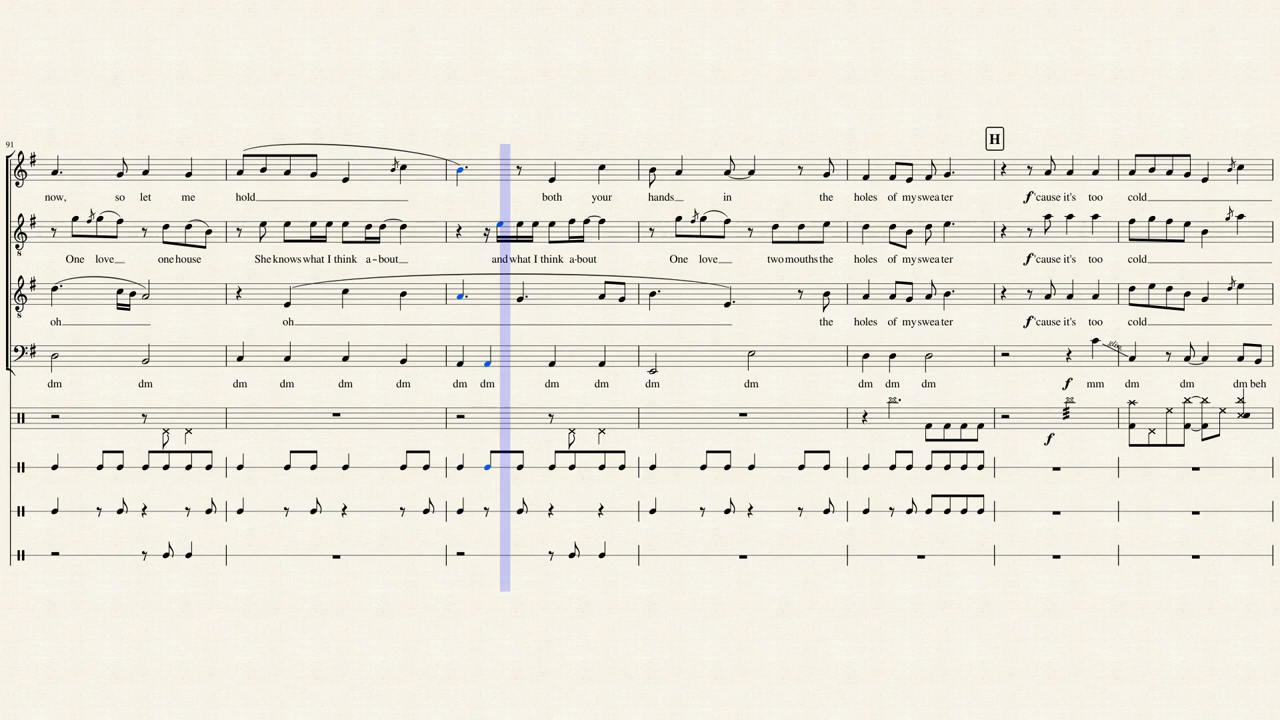 91
H
now, so let me hold both your hands in the holes of my sweater f 'cause it's too cold
One love one house She knows what I think a-bout and what I think a-bout One love two mouths the holes of my sweater f 'cause it's too cold
oh oh the holes of my sweater f 'cause it's too cold
dm dm dm dm dm dm dm dm dm dm dm dm dm dm dm f mm dm dm dm beh
f